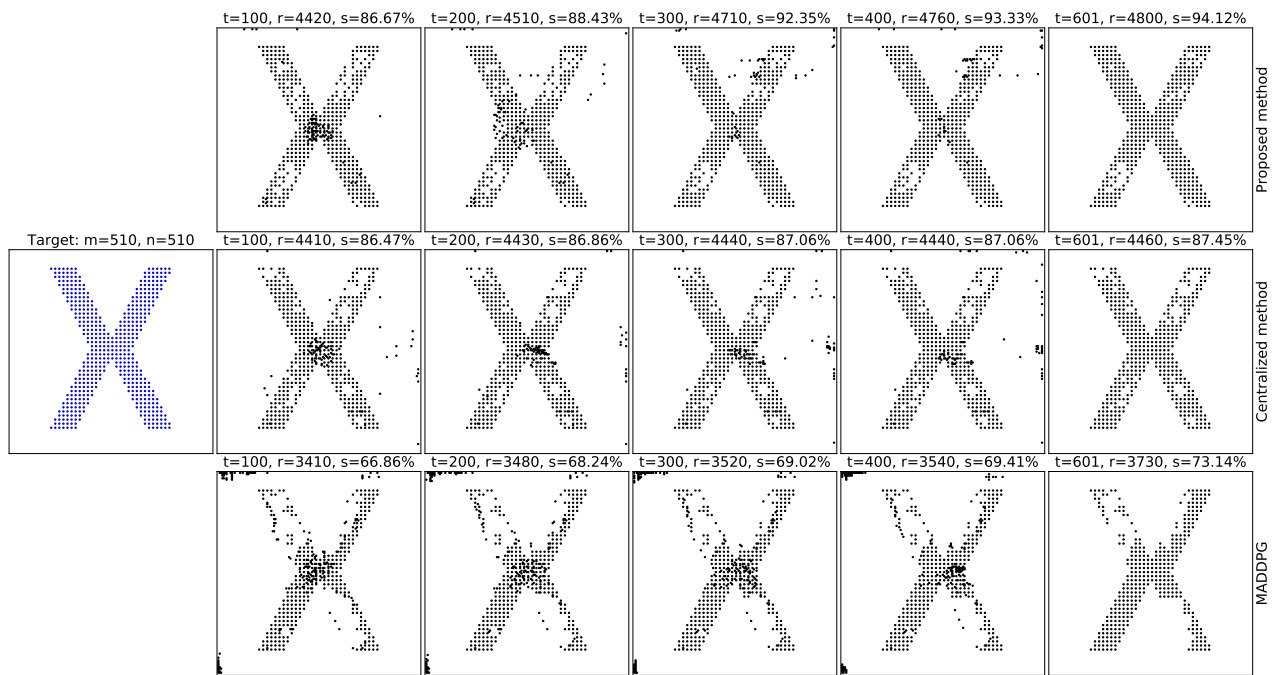 t=100, r=4420, s=86.67%
t=200, r=4510, s=88.43%
t=300, r=4710, s=92.35%
t=400, r=4760, s=93.33%
t=601, r=4800, s=94.12%
Proposed method
Target: m=510, n=510
t=100, r=4410, s=86.47%
t=200, r=4430, s=86.86%
t=300, r=4440, s=87.06%
t=400, r=4440, s=87.06%
t=601, r=4460, s=87.45%
Centralized method
t=100, r=3410, s=66.86%
t=200, r=3480, s=68.24%
t=300, r=3520, s=69.02%
t=400, r=3540, s=69.41%
t=601, r=3730, s=73.14%
MADDPG